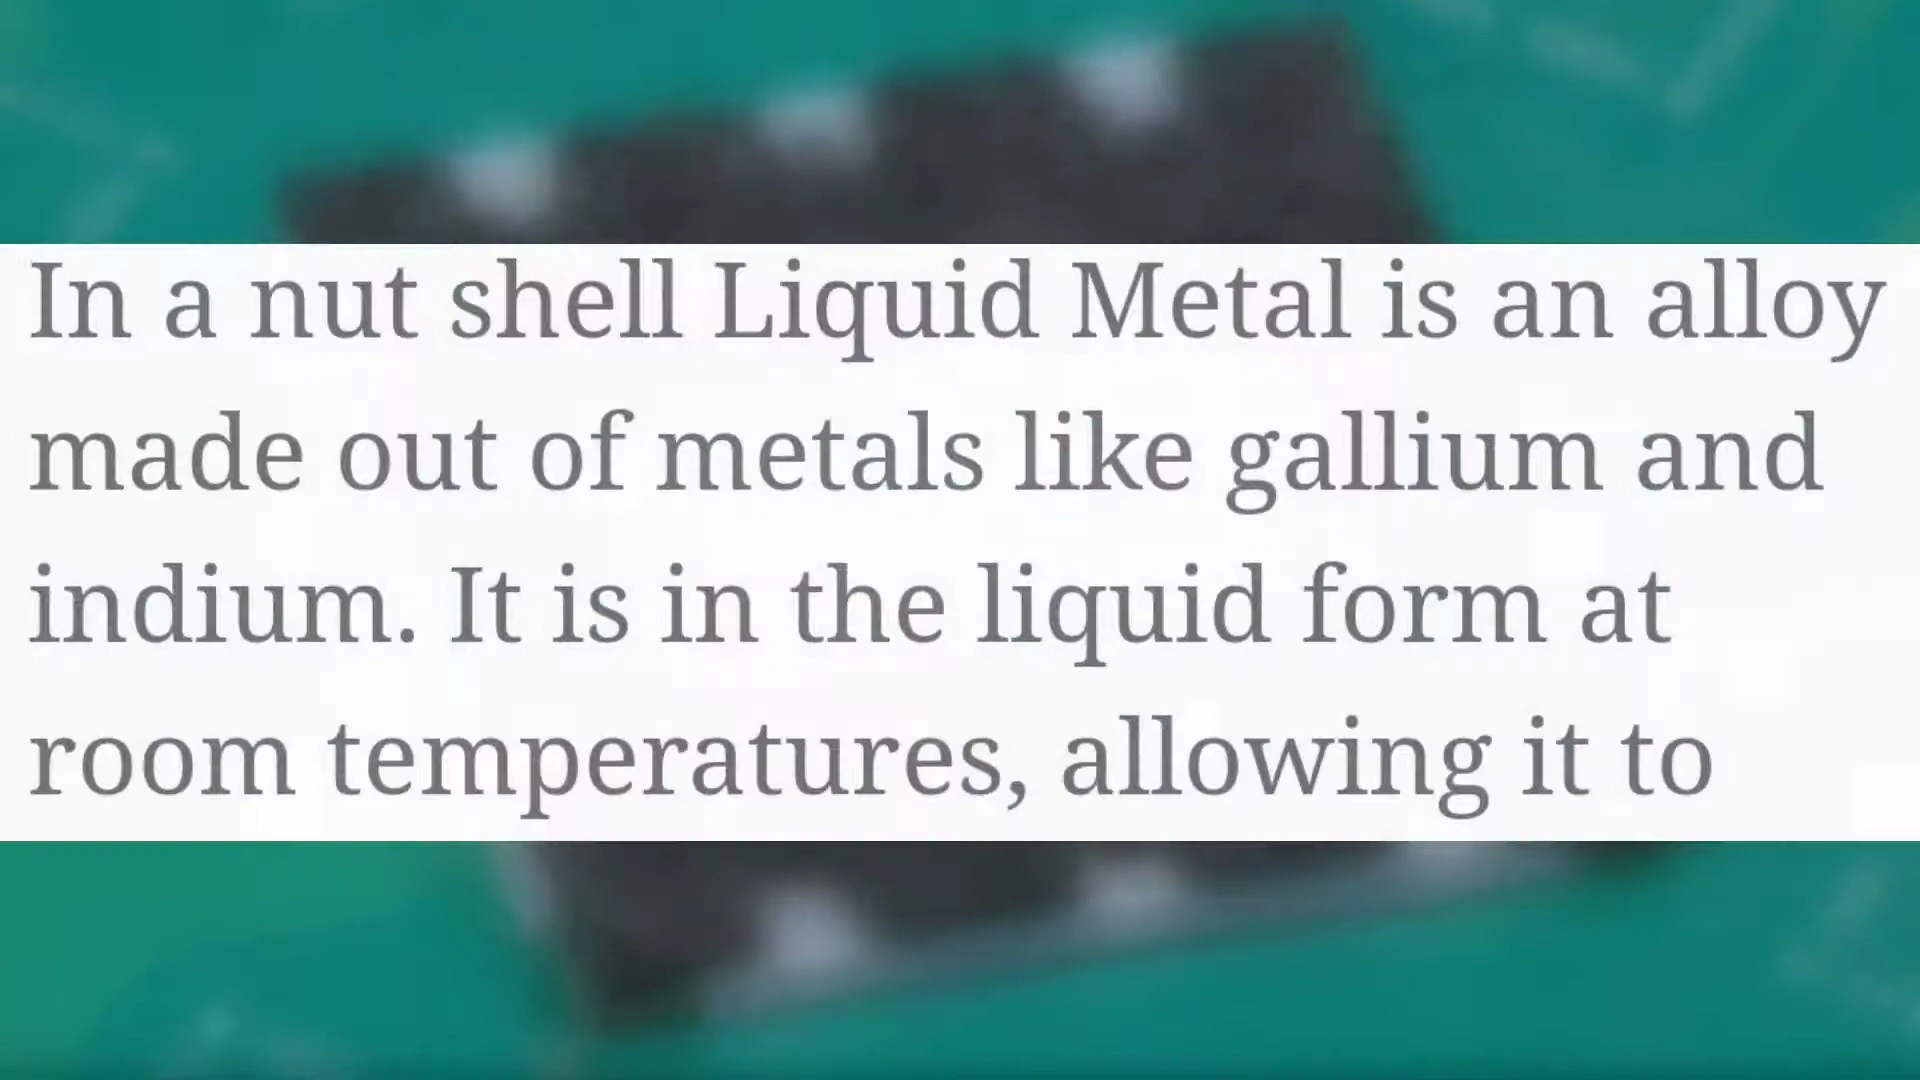 In a nut shell Liquid Metal is an alloy
made out of metals like gallium and
indium. It is in the liquid form at
room temperatures, allowing it to